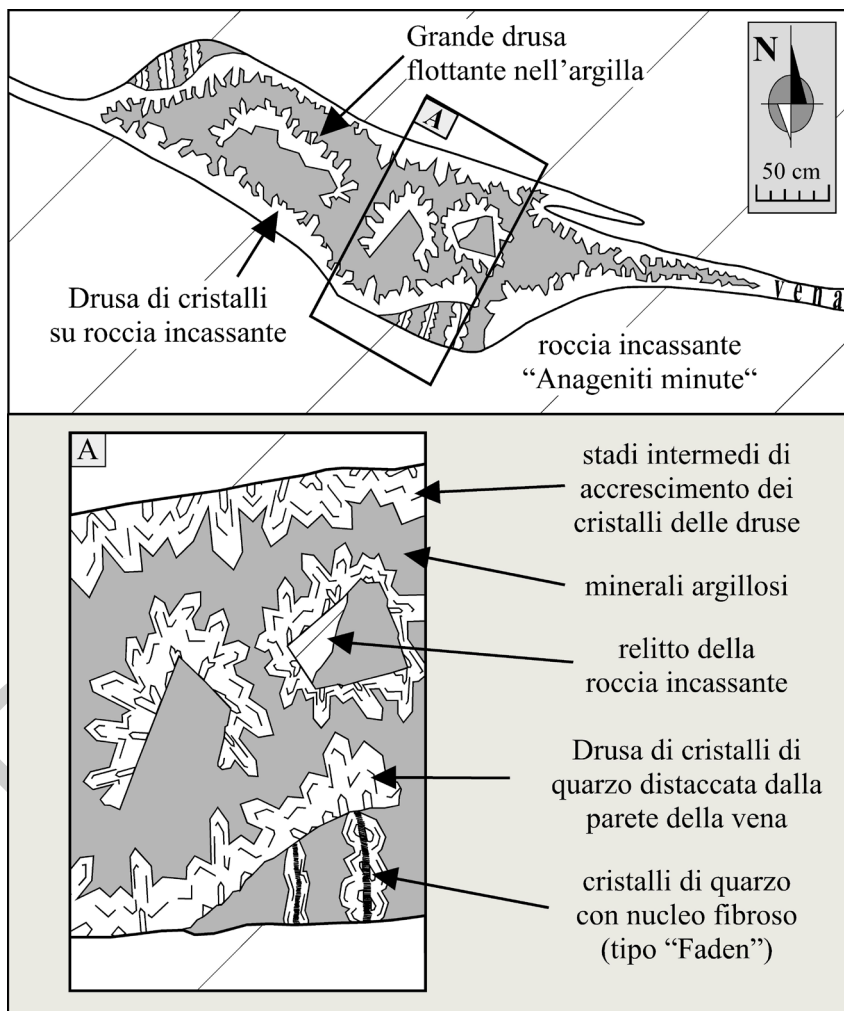 Grande drusa
flottante nell'argilla
A
N
50 cm
Drusa di cristalli
su roccia incassante
vena
roccia incassante
“Anageniti minute“
A
stadi intermedi di
accrescimento dei
cristalli delle druse
minerali argillosi
relitto della
roccia incassante
Drusa di cristalli di
quarzo distaccata dalla
parete della vena
cristalli di quarzo
con nucleo fibroso
(tipo “Faden”)